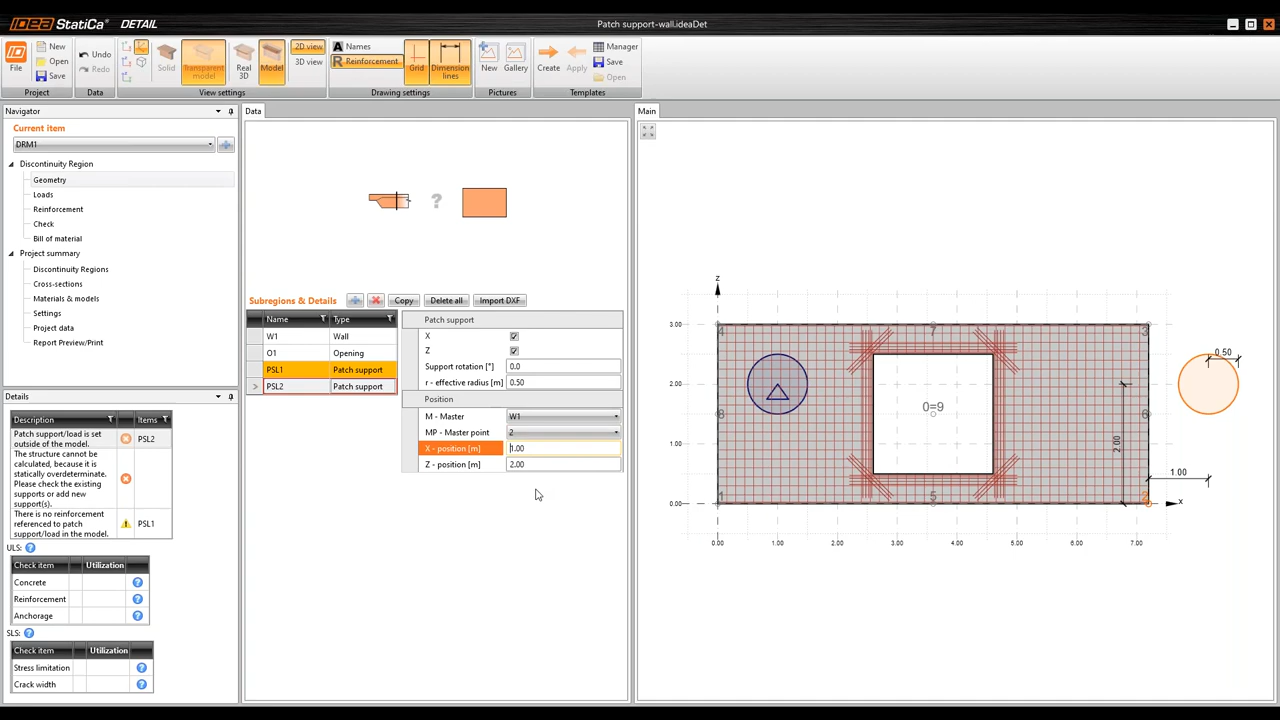 IDEA StatiCa® DETAIL
Patch support-wall.ideaDet
File
New
Open
Save
Project
Undo
Redo
Data
Solid
Transparent model
Real 3D
Model
2D view
3D view
View settings
Names
Reinforcement
Grid
Dimension lines
Drawing settings
New
Gallery
Pictures
Create
Apply
Manager
Save
Open
Templates
Navigator
Current item
DRM1
Discontinuity Region
Geometry
Loads
Reinforcement
Check
Bill of material
Project summary
Discontinuity Regions
Cross-sections
Materials & models
Settings
Project data
Report Preview/Print
Details
Description Items
Patch support/load is set outside of the model. PSL2
The structure cannot be calculated, because it is statically overdeterminate. Please check the existing supports or add new support(s).
There is no reinforcement referenced to patch support/load in the model. PSL1
ULS: ?
Check item Utilization
Concrete ?
Reinforcement ?
Anchorage ?
SLS: ?
Check item Utilization
Stress limitation ?
Crack width ?
Data
?
Subregions & Details
Copy
Delete all
Import DXF
Name Type
W1 Wall
O1 Opening
PSL1 Patch support
PSL2 Patch support
Patch support
X
Z
Support rotation [°] 0.0
r - effective radius [m] 0.50
Position
M - Master W1
MP - Master point 2
X - position [m] 1.00
Z - position [m] 2.00
Main
z
3.00
2.00
1.00
0.00
4
7
3
8
0=9
6
1
5
2
0.50
2.00
1.00
x
0.00 1.00 2.00 3.00 4.00 5.00 6.00 7.00